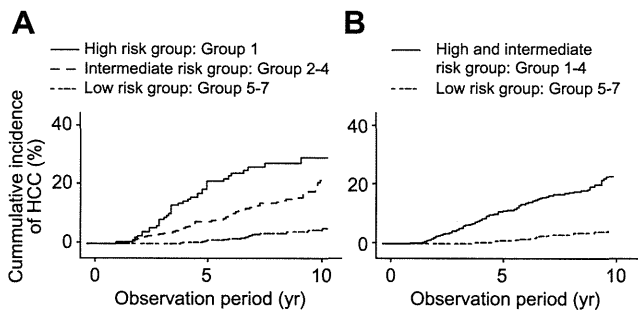 A
High risk group: Group 1
Intermediate risk group: Group 2-4
Low risk group: Group 5-7
Cummulative incidence
of HCC (%)
40
20
0
0 5 10
Observation period (yr)
B
High and intermediate
risk group: Group 1-4
Low risk group: Group 5-7
40
20
0
0 5 10
Observation period (yr)